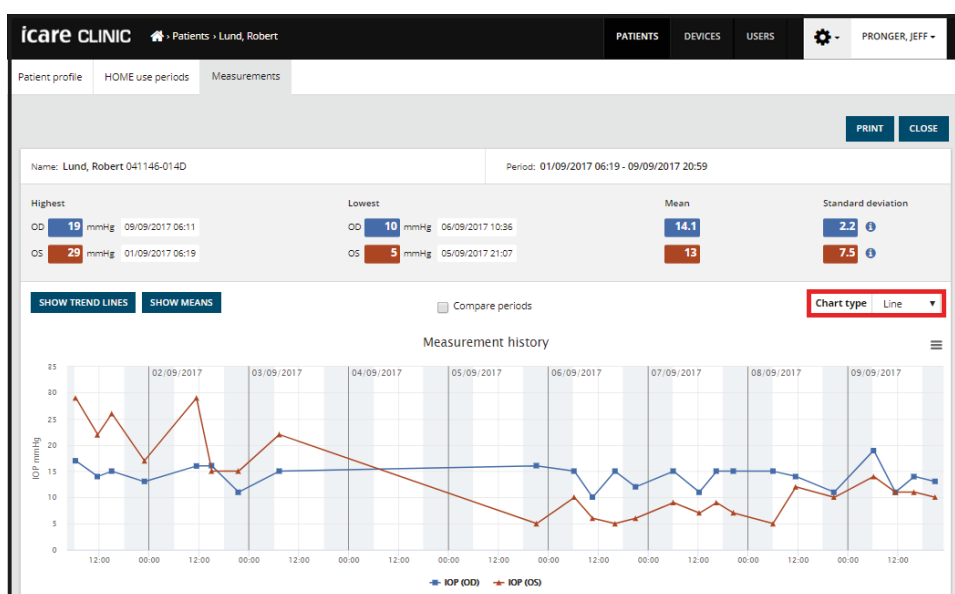 icare CLINIC › Patients › Lund, Robert PATIENTS DEVICES USERS PRONGER, JEFF
Patient profile HOME use periods Measurements
PRINT CLOSE
Name: Lund, Robert 041146-014D Period: 01/09/2017 06:19 - 09/09/2017 20:59
Highest Lowest Mean Standard deviation
OD 19 mmHg 09/09/2017 06:11 OD 10 mmHg 06/09/2017 10:36 14.1 2.2
OS 29 mmHg 01/09/2017 06:19 OS 5 mmHg 05/09/2017 21:07 13 7.5
SHOW TREND LINES SHOW MEANS Compare periods Chart type Line
Measurement history
35
02/09/2017 03/09/2017 04/09/2017 05/09/2017 06/09/2017 07/09/2017 08/09/2017 09/09/2017
30
25
20
IOP mmHg
15
10
5
0
12:00 00:00 12:00 00:00 12:00 00:00 12:00 00:00 12:00 00:00 12:00 00:00 12:00 00:00 12:00 00:00 12:00
IOP (OD) IOP (OS)